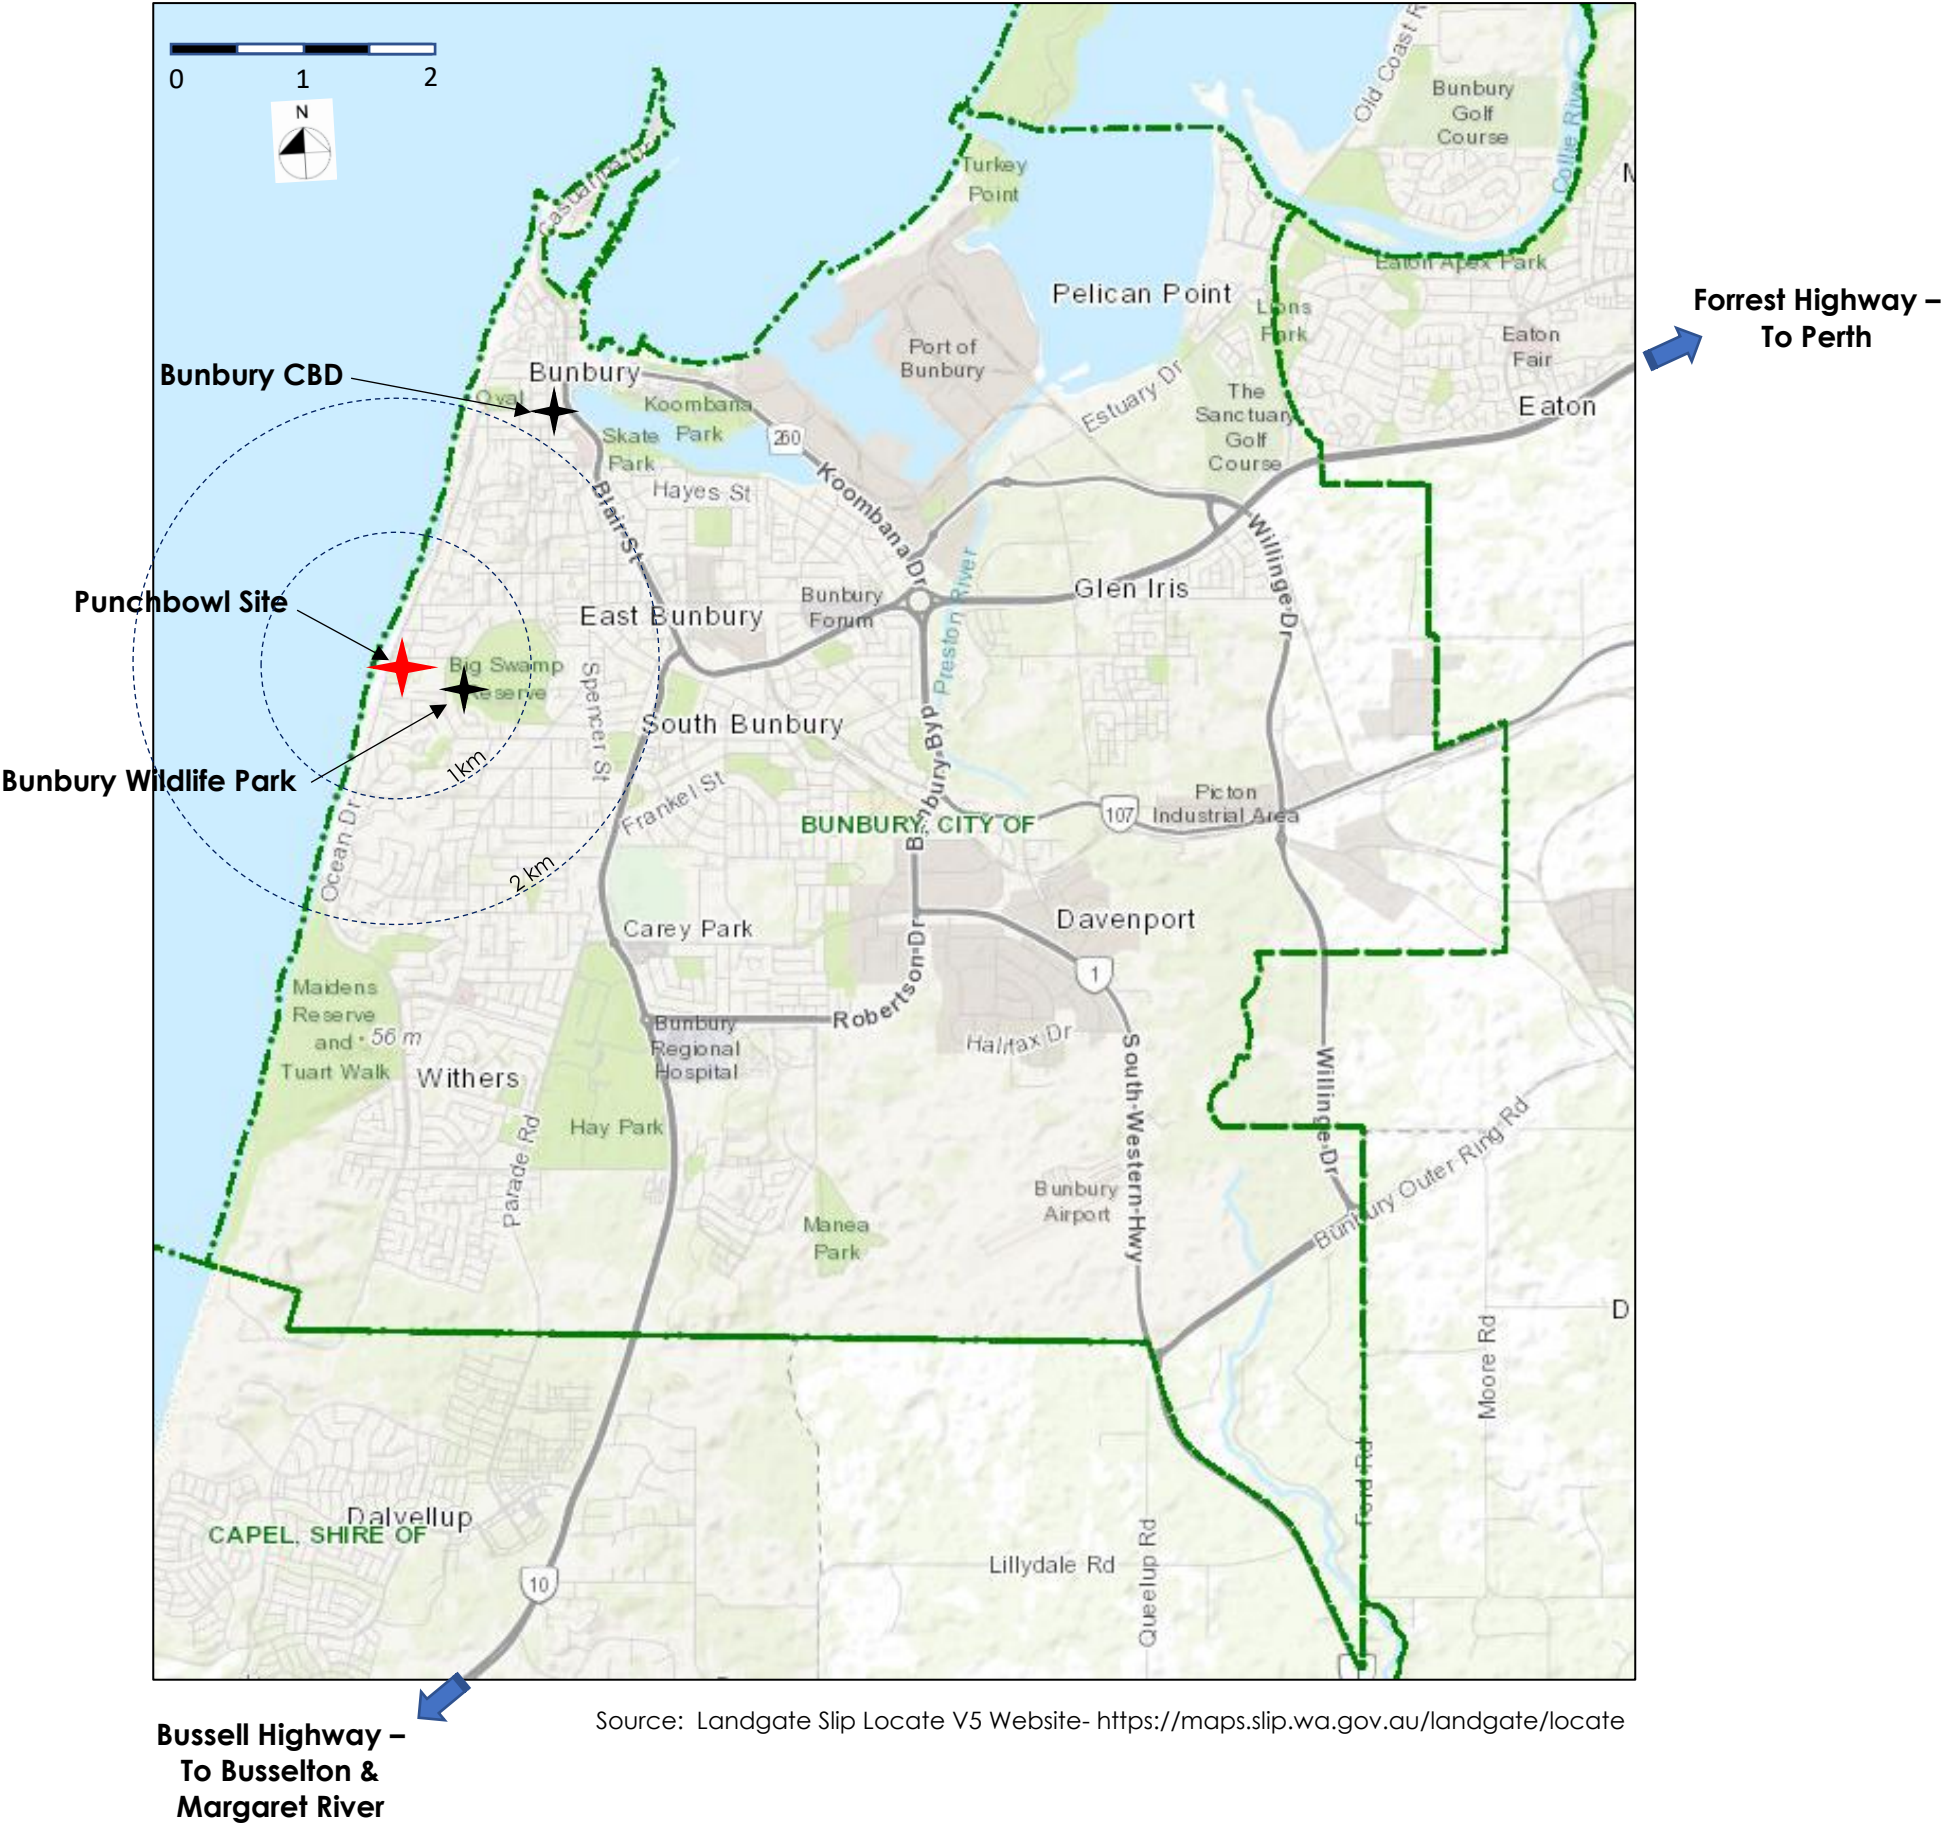 0 1 2
N
Casuarina Dr
Turkey
Point
Old Coast R
Bunbury
Golf
Course
Collie River
Eaton Apex Park
Pelican Point
Lions
Park
Eaton
Fair
Forrest Highway –
To Perth
Port of
Bunbury
Bunbury CBD
Bunbury
Oval
Koombana
Park
Skate
Park
260
Estuary Dr
The
Sanctuary
Golf
Course
Eaton
Hayes St
Blair St
Koombana Dr
Willinge Dr
Preston River
Bunbury
Forum
Glen Iris
East Bunbury
Punchbowl Site
Big Swamp
Reserve
Spencer St
South Bunbury
Bunbury Wildlife Park
1km
Frankel St
Bunbury Byp
Picton
Industrial Area
107
BUNBURY, CITY OF
Ocean Dr
2 km
Carey Park
Davenport
1
Robertson Dr
Maidens
Reserve
and
Tuart Walk
56 m
Withers
Bunbury
Regional
Hospital
Halifax Dr
South Western Hwy
Willinge Dr
Hay Park
Parade Rd
Bunbury Outer Ring Rd
Bunbury
Airport
Manea
Park
D
Moore Rd
Ford Rd
Dalyellup
CAPEL, SHIRE OF
10
Lillydale Rd
Queelup Rd
Source: Landgate Slip Locate V5 Website- https://maps.slip.wa.gov.au/landgate/locate
Bussell Highway –
To Busselton &
Margaret River